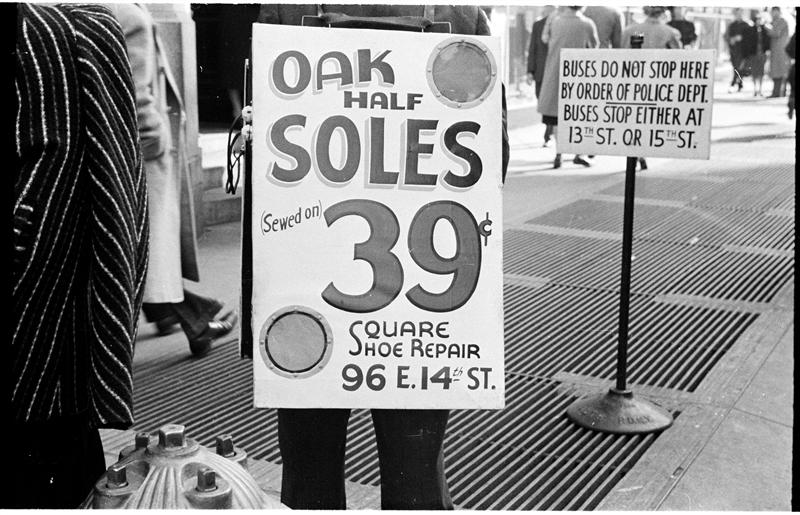 OAK
HALF
SOLES
(Sewed on)
39¢
SQUARE
SHOE REPAIR
96 E. 14th ST.
BUSES DO NOT STOP HERE
BY ORDER OF POLICE DEPT.
BUSES STOP EITHER AT
13TH ST. OR 15TH ST.